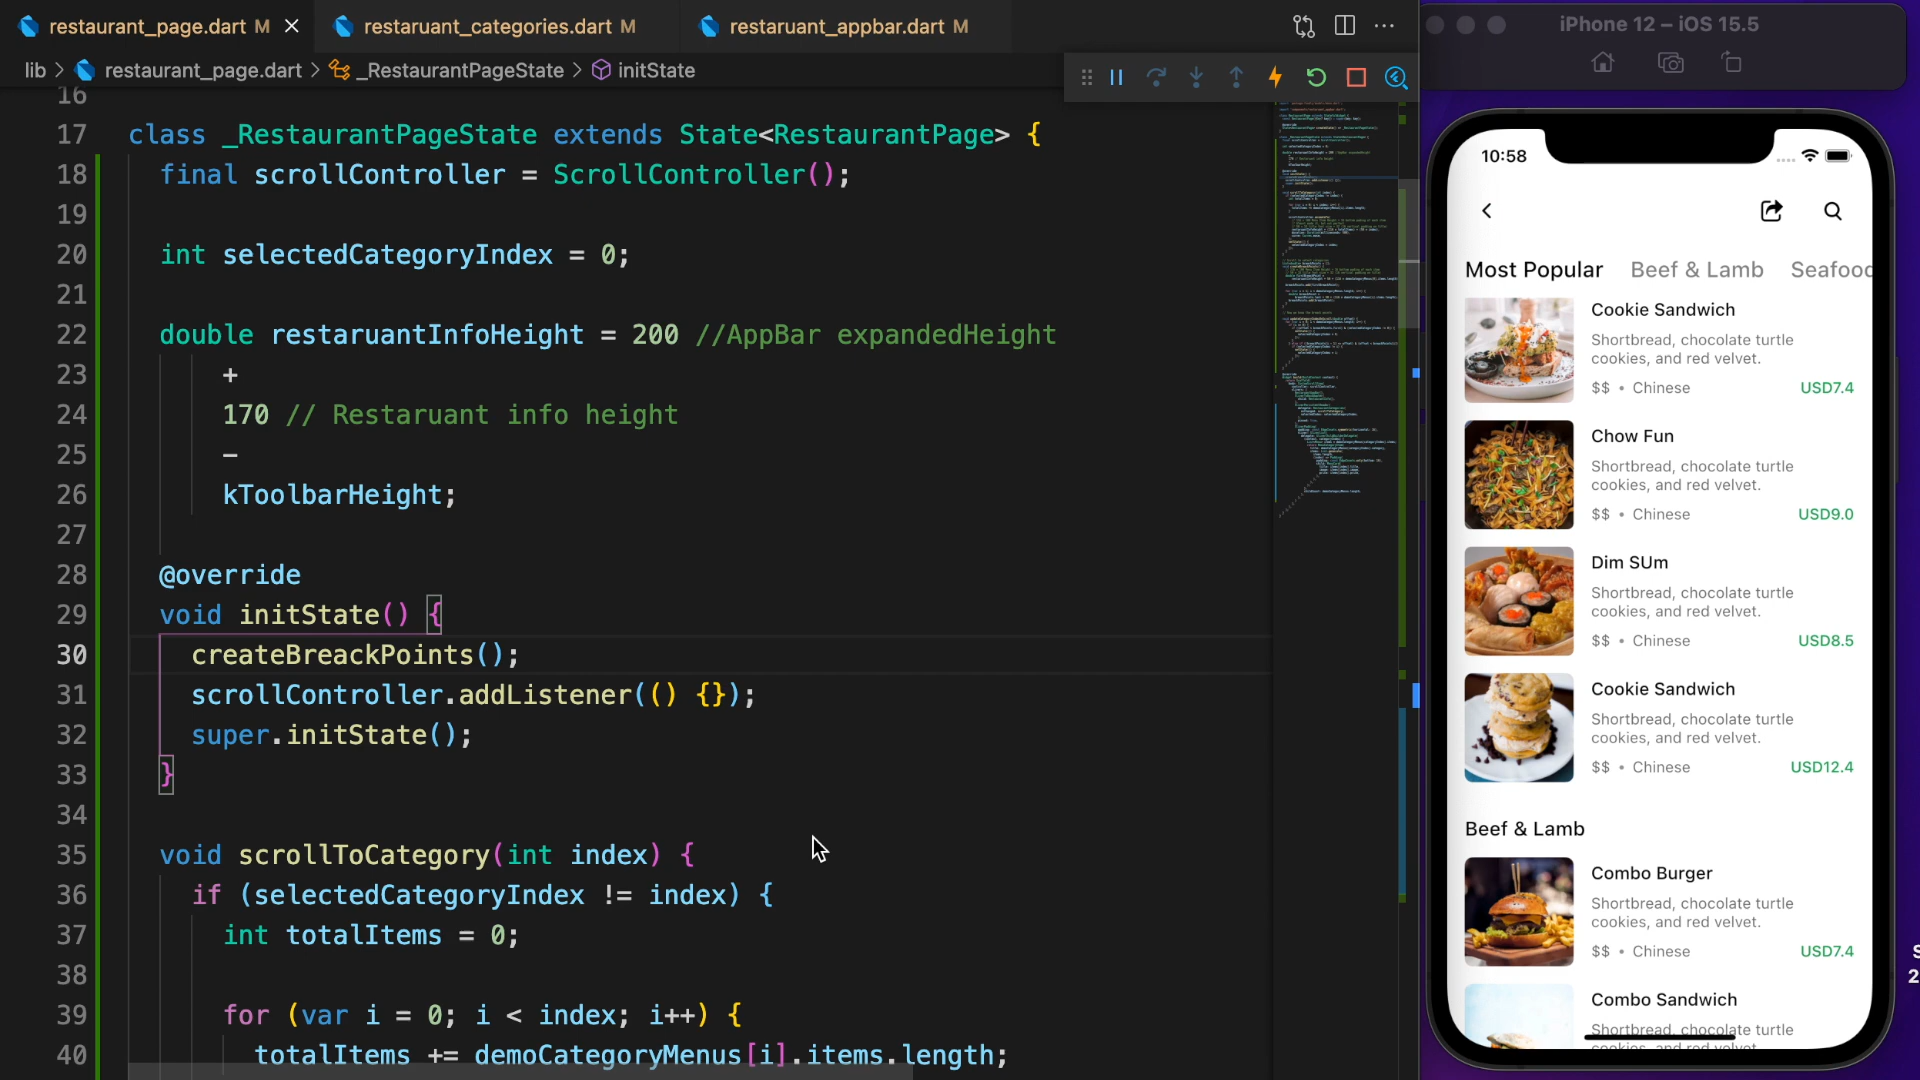 restaurant_page.dart M
restaruant_categories.dart M
restaruant_appbar.dart M
lib > restaurant_page.dart > _RestaurantPageState > initState
16
17 class _RestaurantPageState extends State<RestaurantPage> {
18 final scrollController = ScrollController();
19
20 int selectedCategoryIndex = 0;
21
22 double restaruantInfoHeight = 200 //AppBar expandedHeight
23 +
24 170 // Restaruant info height
25 -
26 kToolbarHeight;
27
28 @override
29 void initState() {
30 createBreackPoints();
31 scrollController.addListener(() {});
32 super.initState();
33 }
34
35 void scrollToCategory(int index) {
36 if (selectedCategoryIndex != index) {
37 int totalItems = 0;
38
39 for (var i = 0; i < index; i++) {
40 totalItems += demoCategoryMenus[i].items.length;
iPhone 12 – iOS 15.5
10:58
Most Popular Beef & Lamb Seafood
Cookie Sandwich
Shortbread, chocolate turtle
cookies, and red velvet.
$$ • Chinese USD7.4
Chow Fun
Shortbread, chocolate turtle
cookies, and red velvet.
$$ • Chinese USD9.0
Dim SUm
Shortbread, chocolate turtle
cookies, and red velvet.
$$ • Chinese USD8.5
Cookie Sandwich
Shortbread, chocolate turtle
cookies, and red velvet.
$$ • Chinese USD12.4
Beef & Lamb
Combo Burger
Shortbread, chocolate turtle
cookies, and red velvet.
$$ • Chinese USD7.4
Combo Sandwich
Shortbread, chocolate turtle
cookies, and red velvet